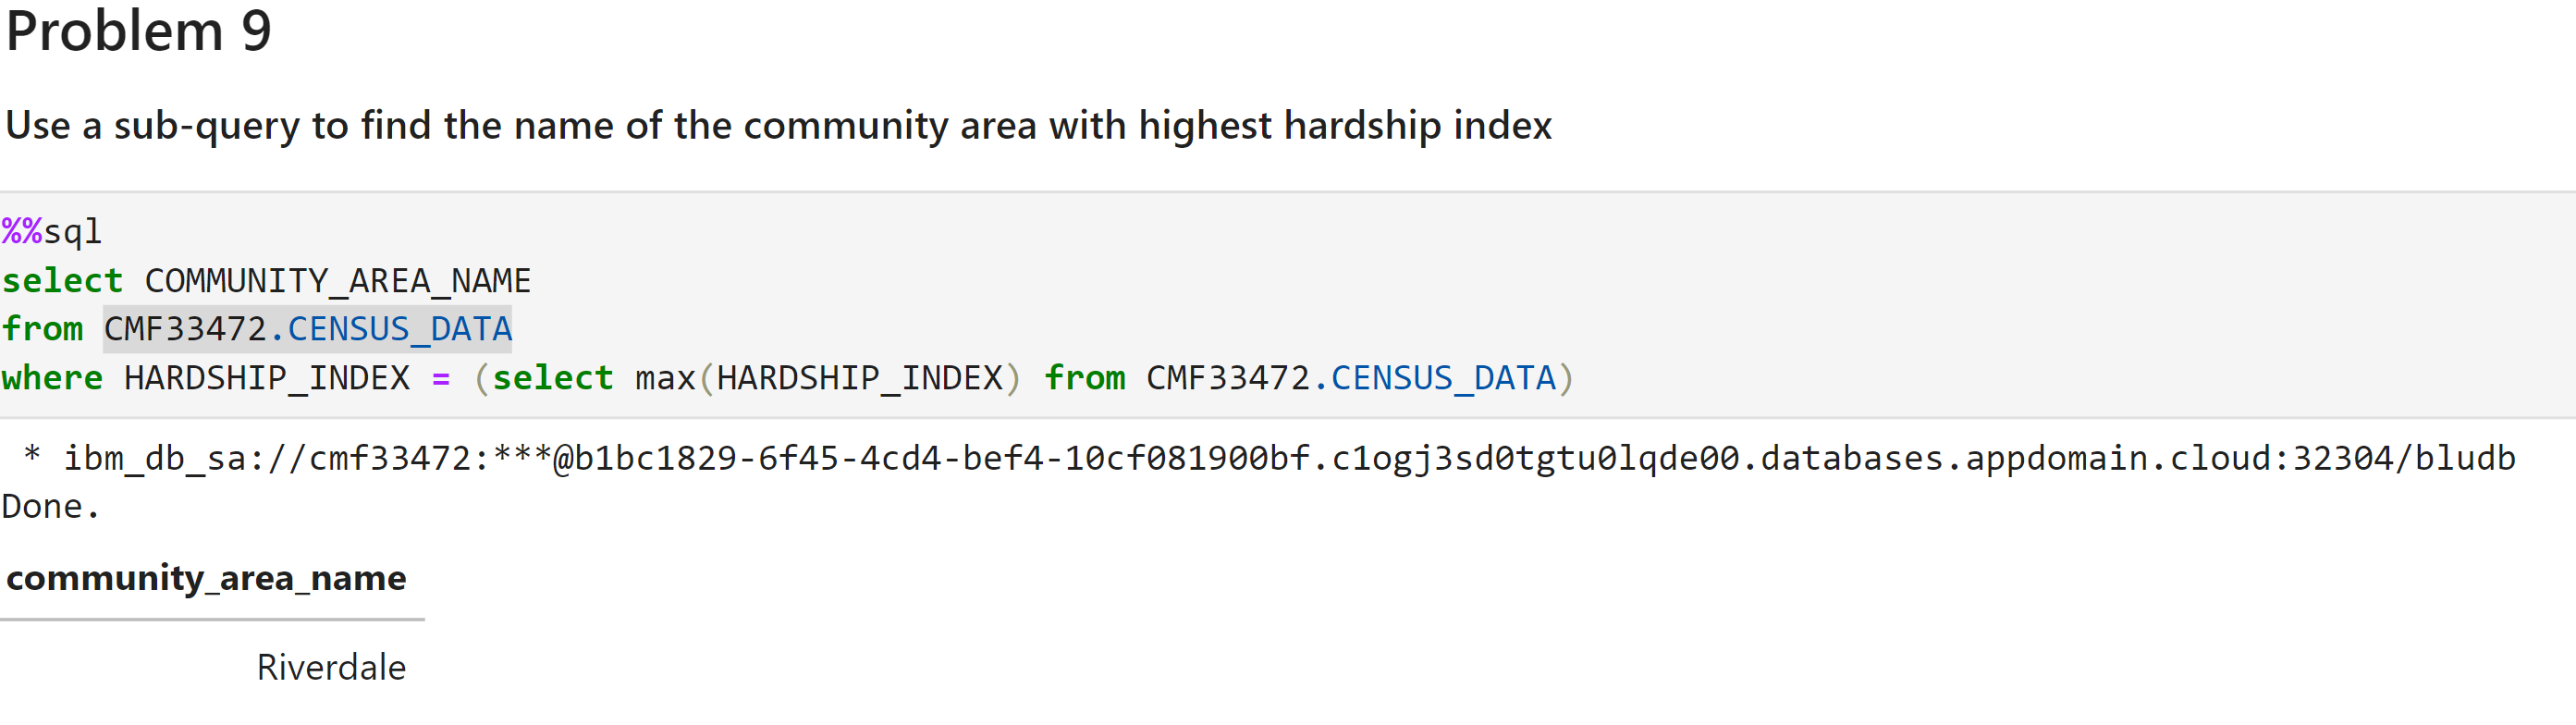 Problem 9
Use a sub-query to find the name of the community area with highest hardship index
%%sql
select COMMUNITY_AREA_NAME
from CMF33472.CENSUS_DATA
where HARDSHIP_INDEX = (select max(HARDSHIP_INDEX) from CMF33472.CENSUS_DATA)
* ibm_db_sa://cmf33472:***@b1bc1829-6f45-4cd4-bef4-10cf081900bf.c1ogj3sd0tgtu0lqde00.databases.appdomain.cloud:32304/bludb
Done.
community_area_name
Riverdale